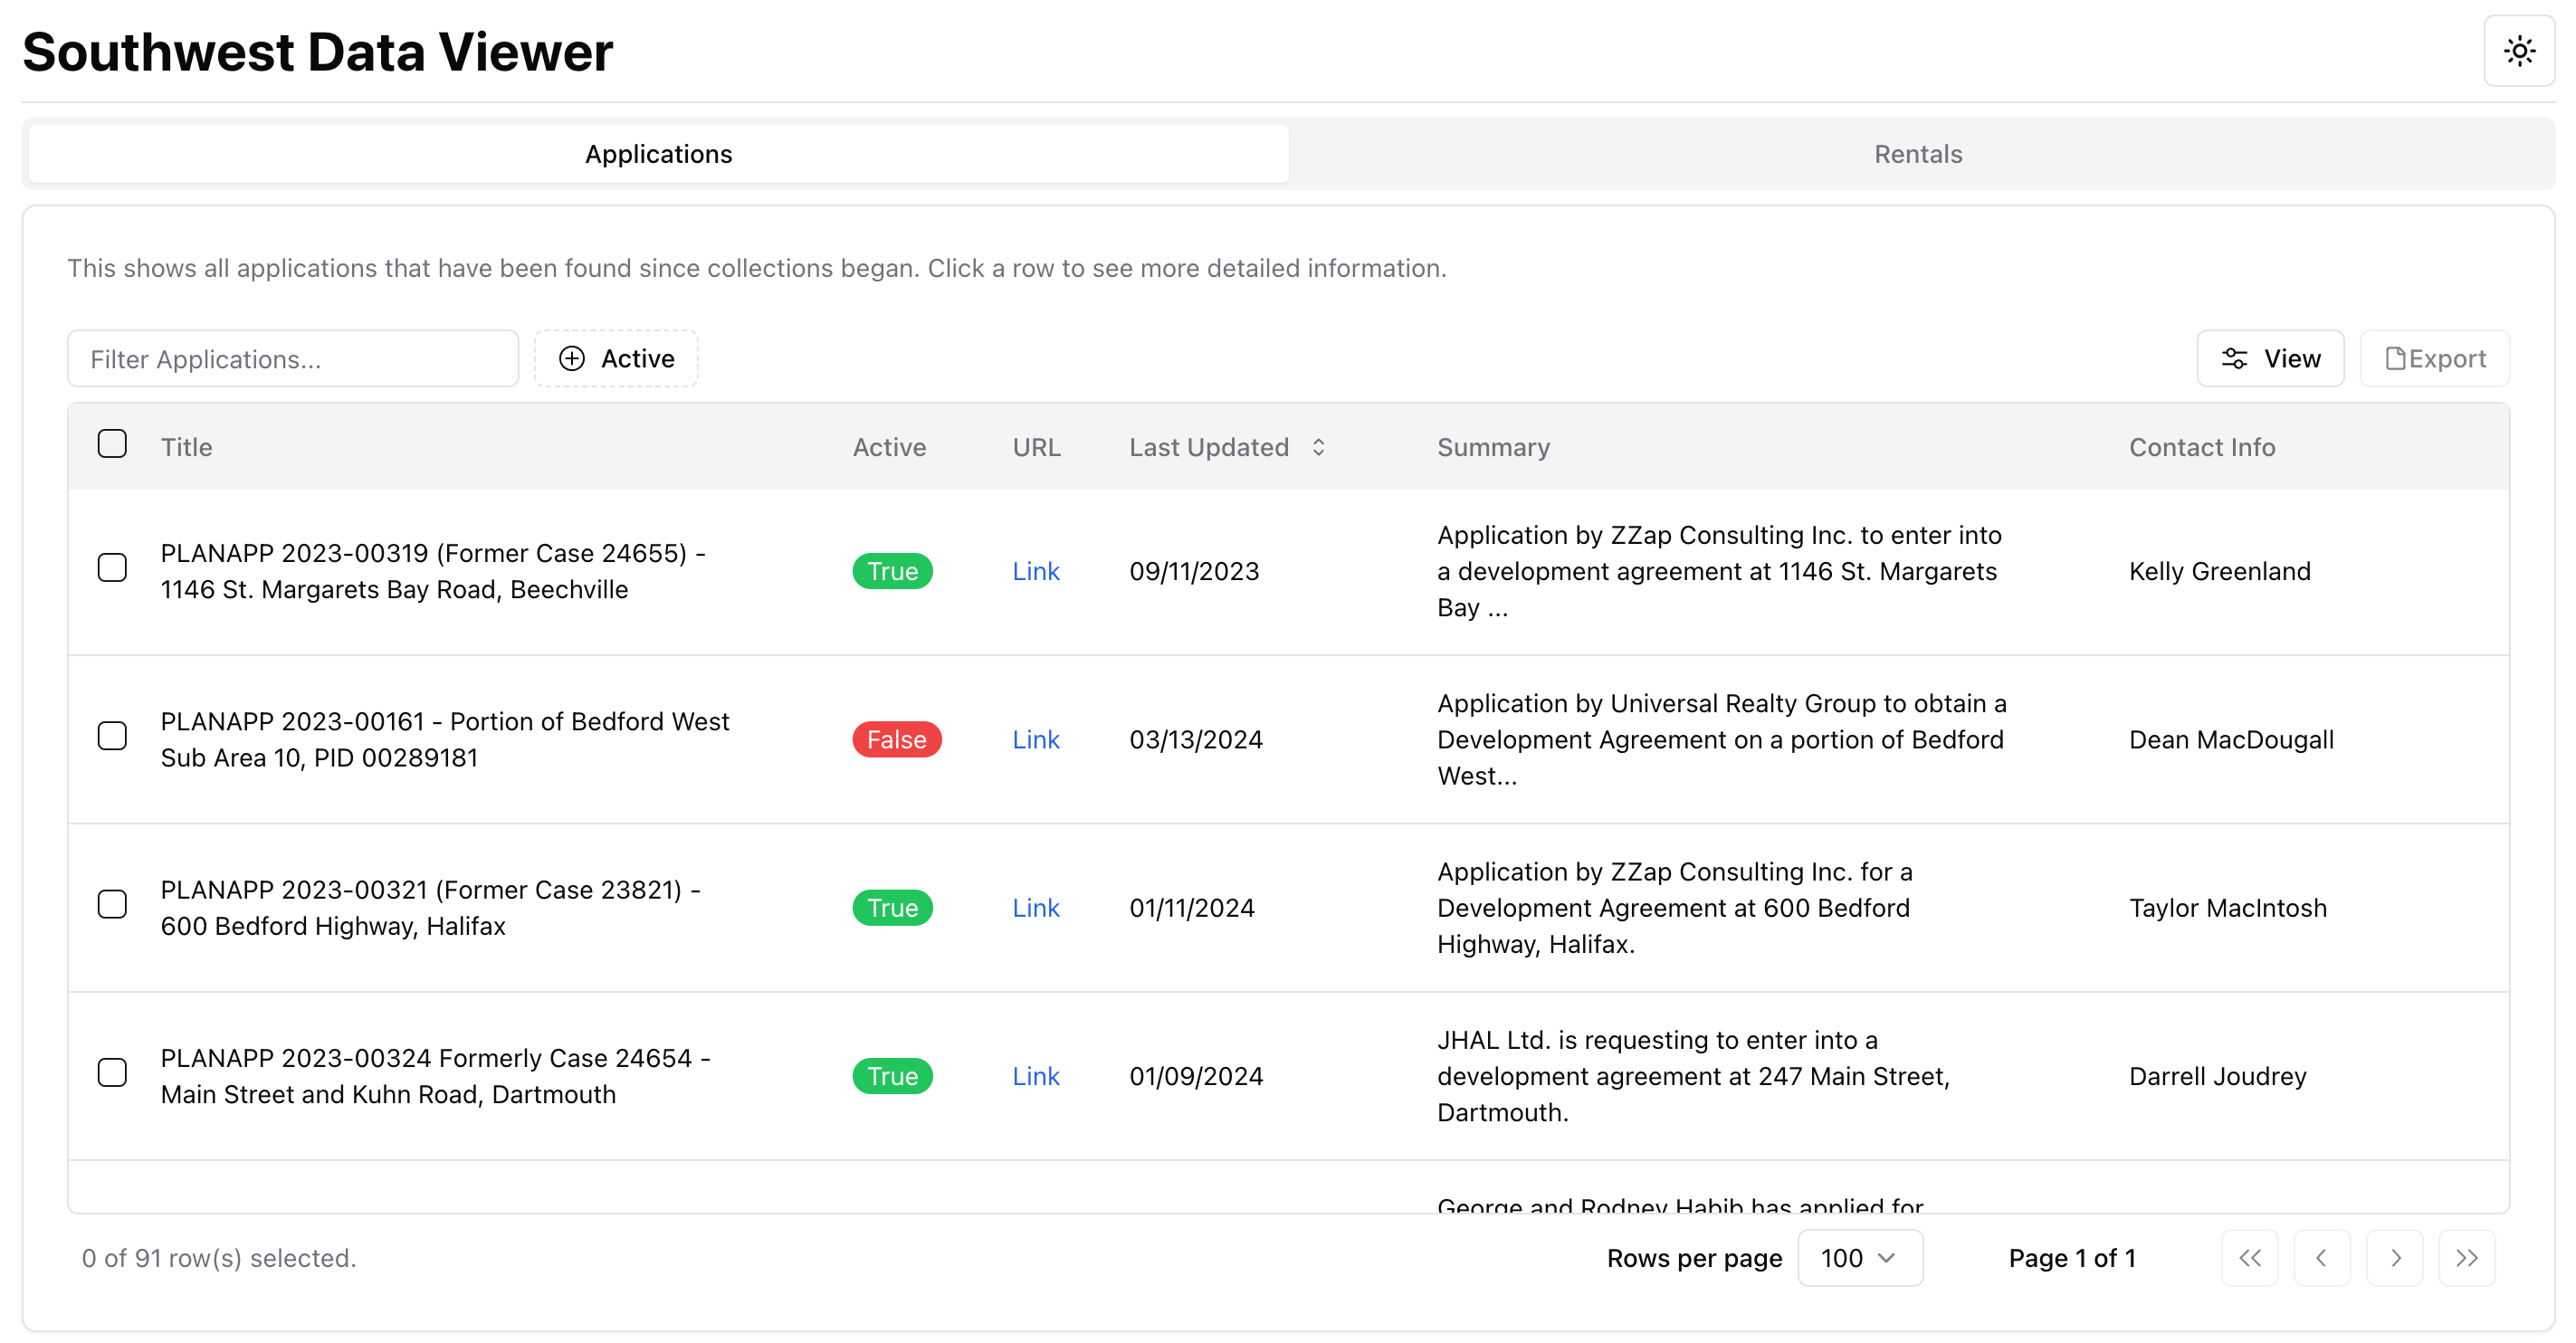 Southwest Data Viewer
Applications
Rentals
This shows all applications that have been found since collections began. Click a row to see more detailed information.
Filter Applications...
Active
View
Export
Title
Active
URL
Last Updated
Summary
Contact Info
PLANAPP 2023-00319 (Former Case 24655) -
1146 St. Margarets Bay Road, Beechville
True
Link
09/11/2023
Application by ZZap Consulting Inc. to enter into
a development agreement at 1146 St. Margarets
Bay ...
Kelly Greenland
PLANAPP 2023-00161 - Portion of Bedford West
Sub Area 10, PID 00289181
False
Link
03/13/2024
Application by Universal Realty Group to obtain a
Development Agreement on a portion of Bedford
West...
Dean MacDougall
PLANAPP 2023-00321 (Former Case 23821) -
600 Bedford Highway, Halifax
True
Link
01/11/2024
Application by ZZap Consulting Inc. for a
Development Agreement at 600 Bedford
Highway, Halifax.
Taylor MacIntosh
PLANAPP 2023-00324 Formerly Case 24654 -
Main Street and Kuhn Road, Dartmouth
True
Link
01/09/2024
JHAL Ltd. is requesting to enter into a
development agreement at 247 Main Street,
Dartmouth.
Darrell Joudrey
George and Rodney Habib has applied for
0 of 91 row(s) selected.
Rows per page
100
Page 1 of 1